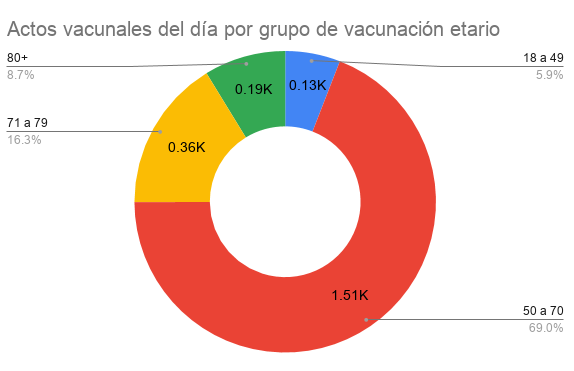 Actos vacunales del día por grupo de vacunación etario
80+
8.7%
18 a 49
5.9%
0.19K
0.13K
71 a 79
16.3%
0.36K
1.51K
50 a 70
69.0%